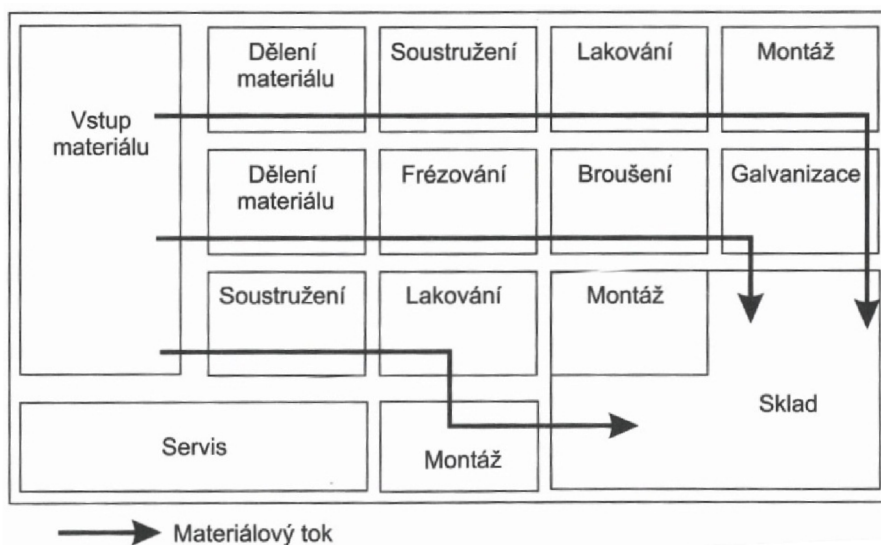 Vstup
materiálu
Dělení
materiálu
Soustružení
Lakování
Montáž
Dělení
materiálu
Frézování
Broušení
Galvanizace
Soustružení
Lakování
Montáž
Sklad
Servis
Montáž
Materiálový tok